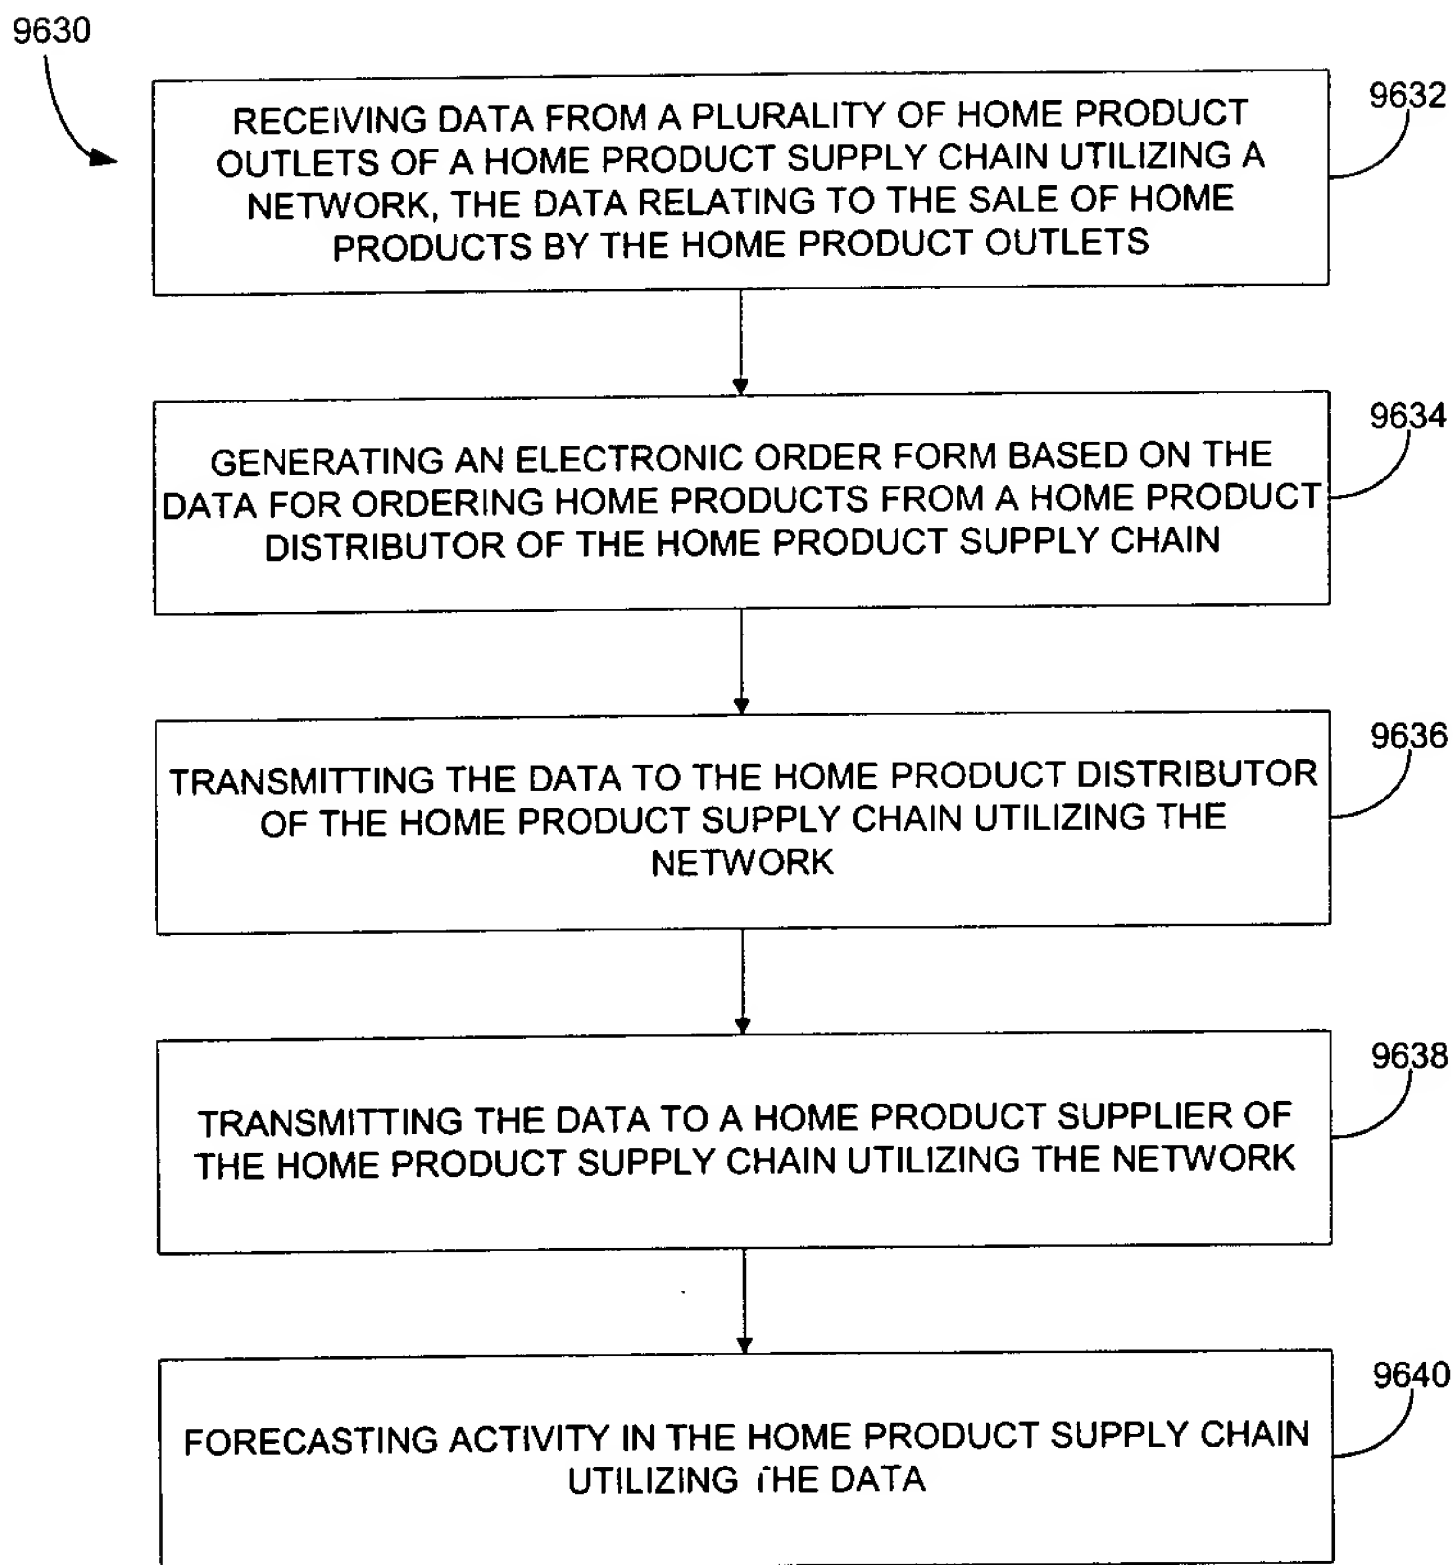 9630
RECEIVING DATA FROM A PLURALITY OF HOME PRODUCT
OUTLETS OF A HOME PRODUCT SUPPLY CHAIN UTILIZING A
NETWORK, THE DATA RELATING TO THE SALE OF HOME
PRODUCTS BY THE HOME PRODUCT OUTLETS
9632
GENERATING AN ELECTRONIC ORDER FORM BASED ON THE
DATA FOR ORDERING HOME PRODUCTS FROM A HOME PRODUCT
DISTRIBUTOR OF THE HOME PRODUCT SUPPLY CHAIN
9634
TRANSMITTING THE DATA TO THE HOME PRODUCT DISTRIBUTOR
OF THE HOME PRODUCT SUPPLY CHAIN UTILIZING THE
NETWORK
9636
TRANSMITTING THE DATA TO A HOME PRODUCT SUPPLIER OF
THE HOME PRODUCT SUPPLY CHAIN UTILIZING THE NETWORK
9638
FORECASTING ACTIVITY IN THE HOME PRODUCT SUPPLY CHAIN
UTILIZING THE DATA
9640